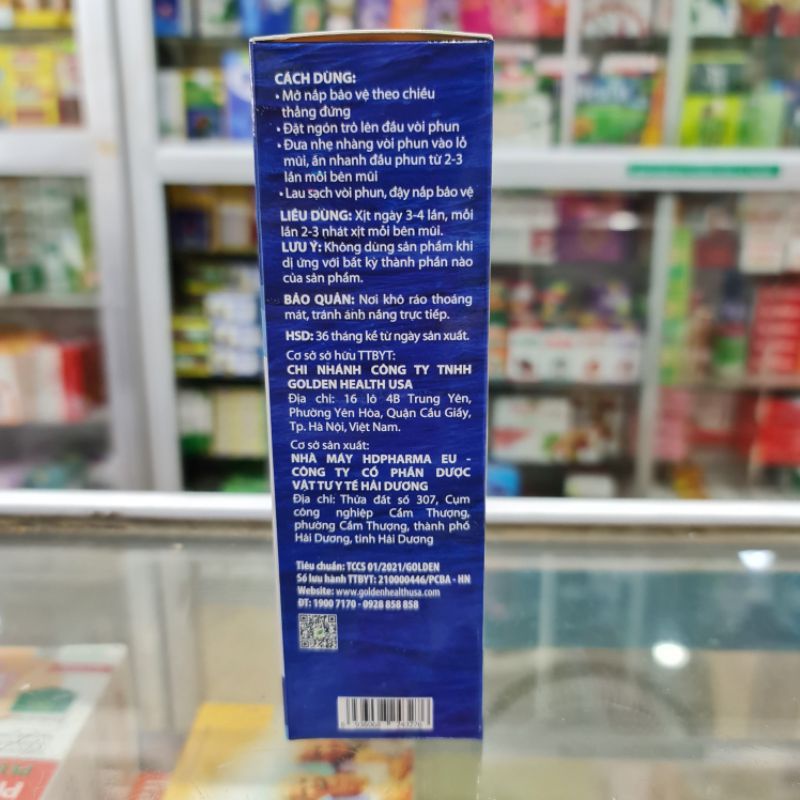 CÁCH DÙNG:
• Mở nắp bảo vệ theo chiều
thẳng đứng
• Đặt ngón trỏ lên đầu vòi phun
• Đưa nhẹ nhàng vòi phun vào lỗ
mũi, ấn nhanh đầu phun từ 2-3
lần mỗi bên mũi
• Lau sạch vòi phun, đậy nắp bảo vệ
LIỀU DÙNG: Xịt ngày 3-4 lần, mỗi
lần 2-3 nhát xịt mỗi bên mũi.
LƯU Ý: Không dùng sản phẩm khi
dị ứng với bất kỳ thành phần nào
của sản phẩm.
BẢO QUẢN: Nơi khô ráo thoáng
mát, tránh ánh nắng trực tiếp.
HSD: 36 tháng kể từ ngày sản xuất.
Cơ sở sở hữu TTBYT:
CHI NHÁNH CÔNG TY TNHH
GOLDEN HEALTH USA
Địa chỉ: 16 lô 4B Trung Yên,
Phường Yên Hòa, Quận Cầu Giấy,
Tp. Hà Nội, Việt Nam.
Cơ sở sản xuất:
NHÀ MÁY HDPHARMA EU -
CÔNG TY CỔ PHẦN DƯỢC
VẬT TƯ Y TẾ HẢI DƯƠNG
Địa chỉ: Thửa đất số 307, Cụm
công nghiệp Cẩm Thượng,
phường Cẩm Thượng, thành phố
Hải Dương, tỉnh Hải Dương
Tiêu chuẩn: TCCS 01/2021/GOLDEN
Số lưu hành TTBYT: 210000446/PCBA - HN
Website: www.goldenhealthusa.com
ĐT: 1900 7170 - 0928 858 858